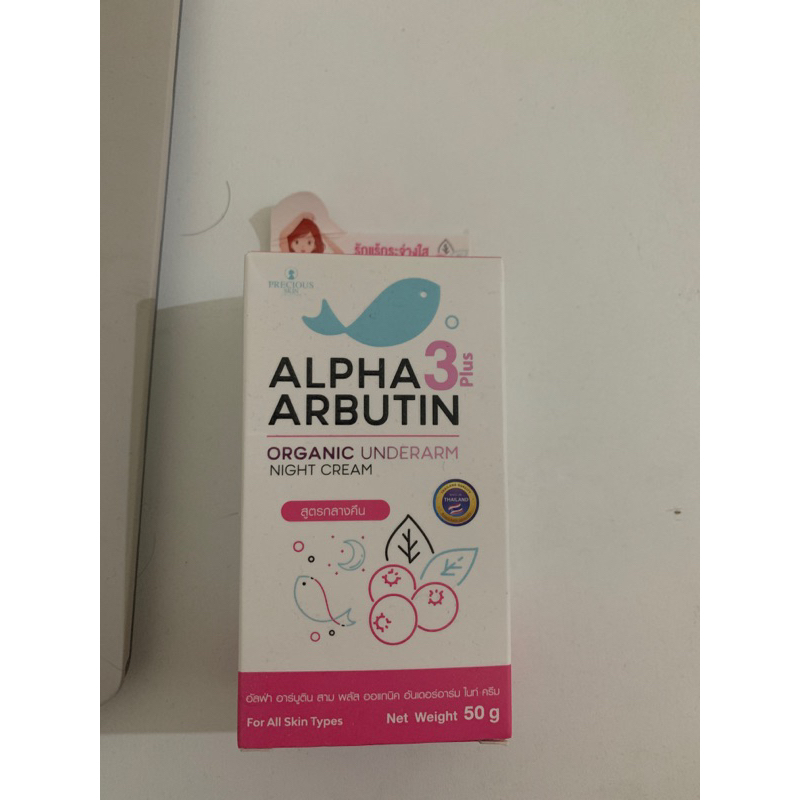 รักแร้กระจ่างใส
PRECIOUS
SKIN
ALPHA 3 Plus
ARBUTIN
ORGANIC UNDERARM
NIGHT CREAM
สูตรกลางคืน
THAILAND
อัลฟ่า อาร์บูติน สาม พลัส ออแกนิค อันเดอร์อาร์ม ไนท์ ครีม
For All Skin Types
Net Weight 50 g